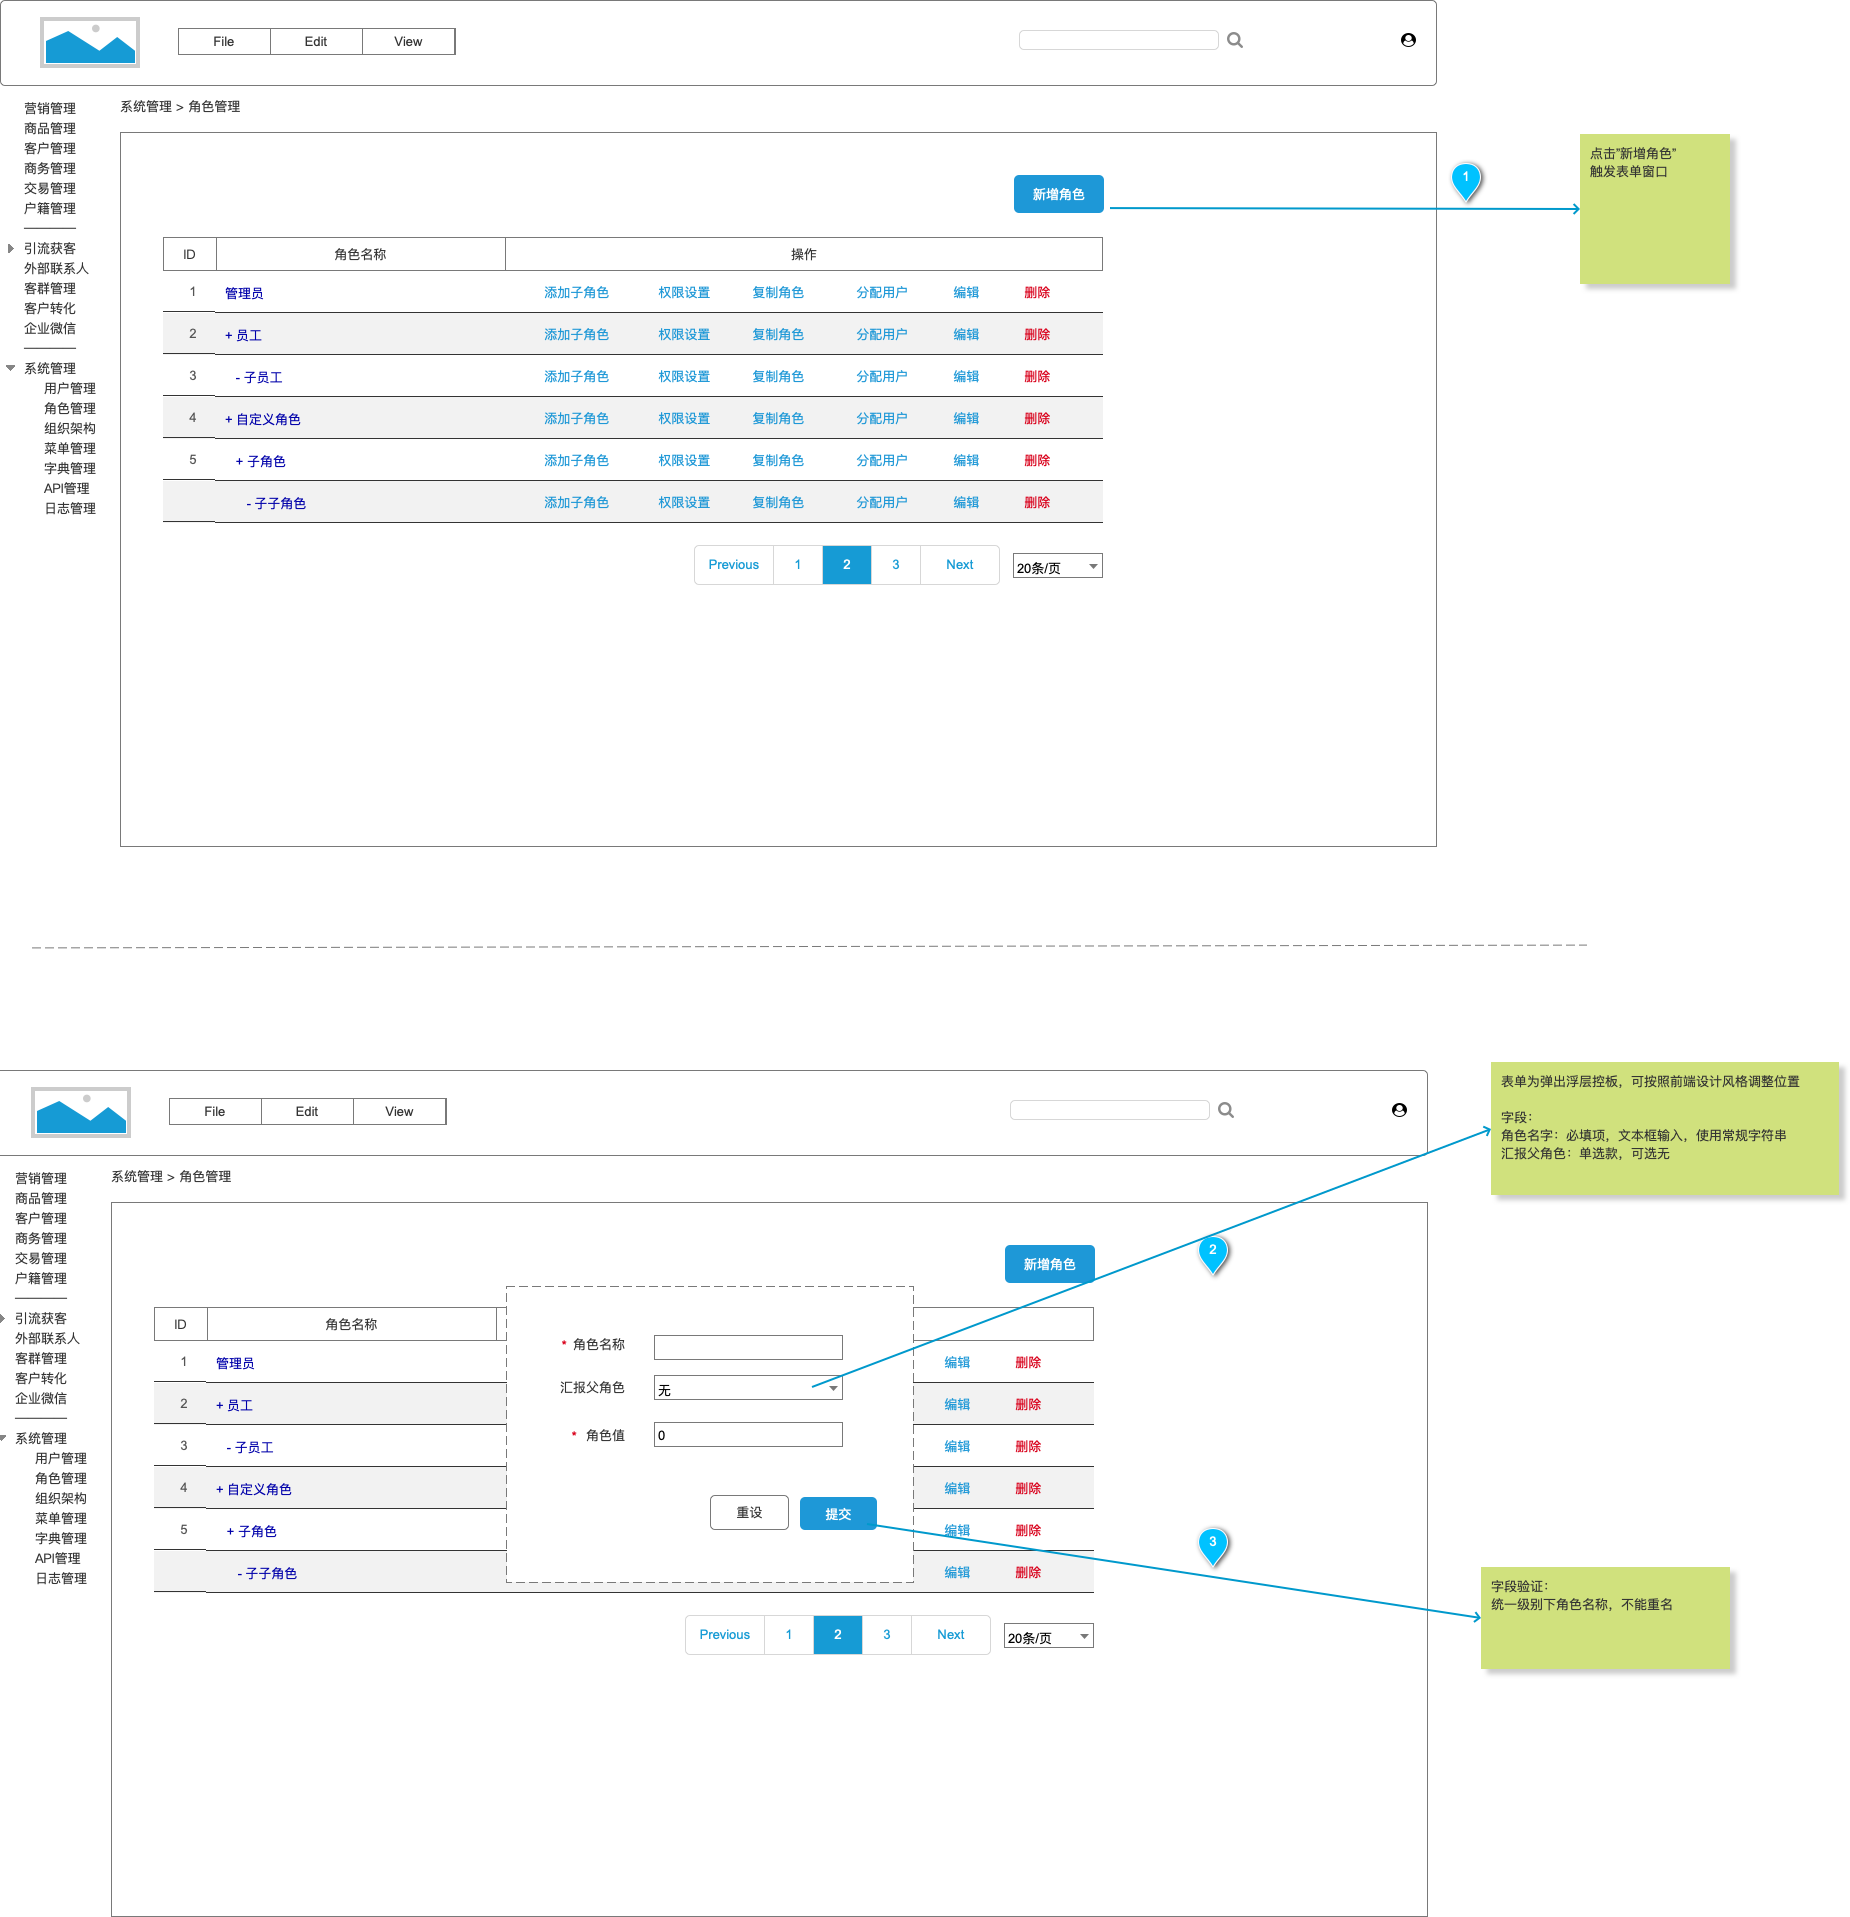 File Edit View
系统管理 > 角色管理
营销管理
商品管理
客户管理
商务管理
交易管理
户籍管理
引流获客
外部联系人
客群管理
客户转化
企业微信
系统管理
用户管理
角色管理
组织架构
菜单管理
字典管理
API管理
日志管理
新增角色
ID 角色名称 操作
1 管理员 添加子角色 权限设置 复制角色 分配用户 编辑 删除
2 + 员工 添加子角色 权限设置 复制角色 分配用户 编辑 删除
3 - 子员工 添加子角色 权限设置 复制角色 分配用户 编辑 删除
4 + 自定义角色 添加子角色 权限设置 复制角色 分配用户 编辑 删除
5 + 子角色 添加子角色 权限设置 复制角色 分配用户 编辑 删除
- 子子角色 添加子角色 权限设置 复制角色 分配用户 编辑 删除
Previous 1 2 3 Next 20条/页
1
点击”新增角色”
触发表单窗口
File Edit View
系统管理 > 角色管理
营销管理
商品管理
客户管理
商务管理
交易管理
户籍管理
引流获客
外部联系人
客群管理
客户转化
企业微信
系统管理
用户管理
角色管理
组织架构
菜单管理
字典管理
API管理
日志管理
新增角色
ID 角色名称
1 管理员 编辑 删除
2 + 员工 编辑 删除
3 - 子员工 编辑 删除
4 + 自定义角色 编辑 删除
5 + 子角色 编辑 删除
- 子子角色 编辑 删除
* 角色名称
汇报父角色 无
* 角色值 0
重设 提交
Previous 1 2 3 Next 20条/页
2
表单为弹出浮层控板，可按照前端设计风格调整位置
字段：
角色名字：必填项，文本框输入，使用常规字符串
汇报父角色：单选款，可选无
3
字段验证：
统一级别下角色名称，不能重名